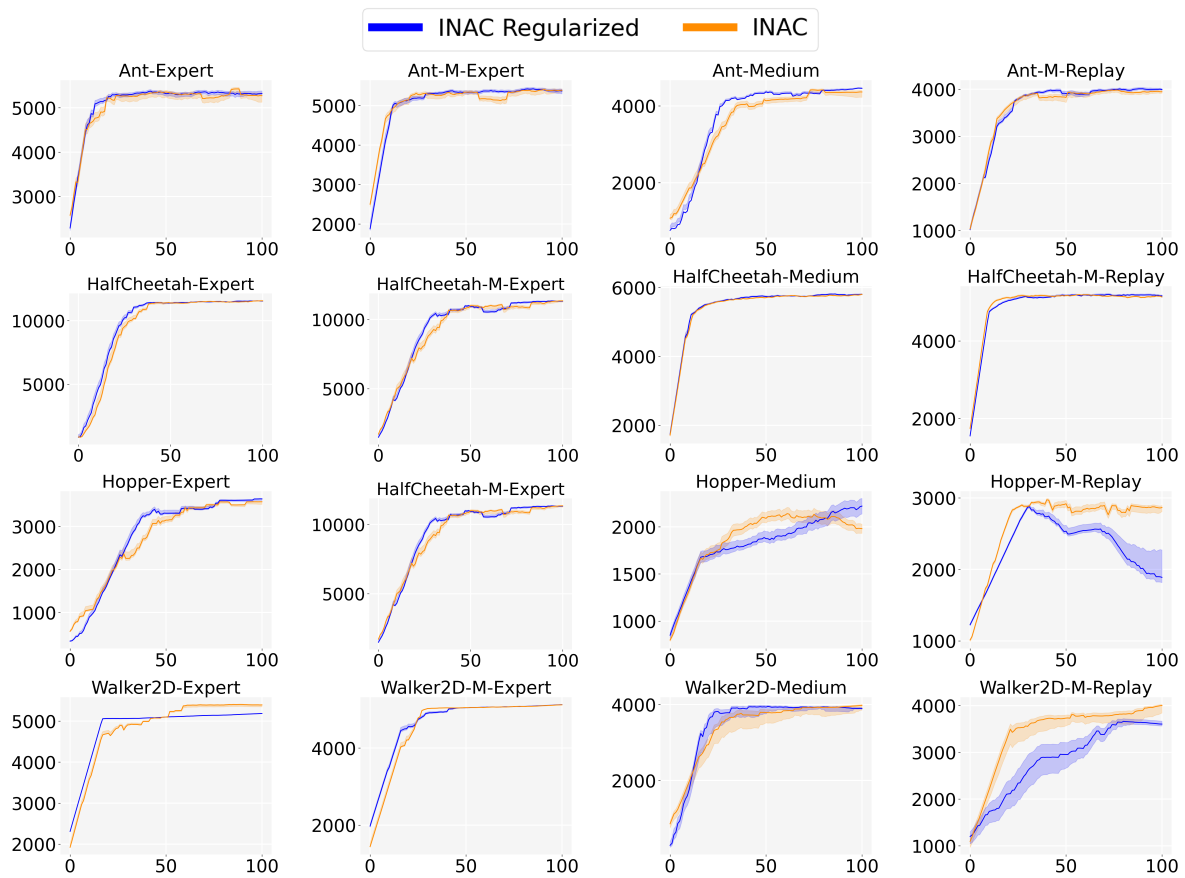 INAC Regularized INAC
Ant-Expert Ant-M-Expert Ant-Medium Ant-M-Replay
5000 5000 4000 4000
4000 4000 3000
3000 3000 2000 2000
2000 1000
0 50 100 0 50 100 0 50 100 0 50 100
HalfCheetah-Expert HalfCheetah-M-Expert HalfCheetah-Medium HalfCheetah-M-Replay
10000 10000 6000 4000
5000 5000 4000 2000
2000
0 50 100 0 50 100 0 50 100 0 50 100
Hopper-Expert HalfCheetah-M-Expert Hopper-Medium Hopper-M-Replay
3000 10000 2000 3000
2000 5000 1500 2000
1000 1000 1000
0 50 100 0 50 100 0 50 100 0 50 100
Walker2D-Expert Walker2D-M-Expert Walker2D-Medium Walker2D-M-Replay
5000 4000 4000 4000
4000 2000 2000 3000
3000 2000
2000 1000
0 50 100 0 50 100 0 50 100 0 50 100